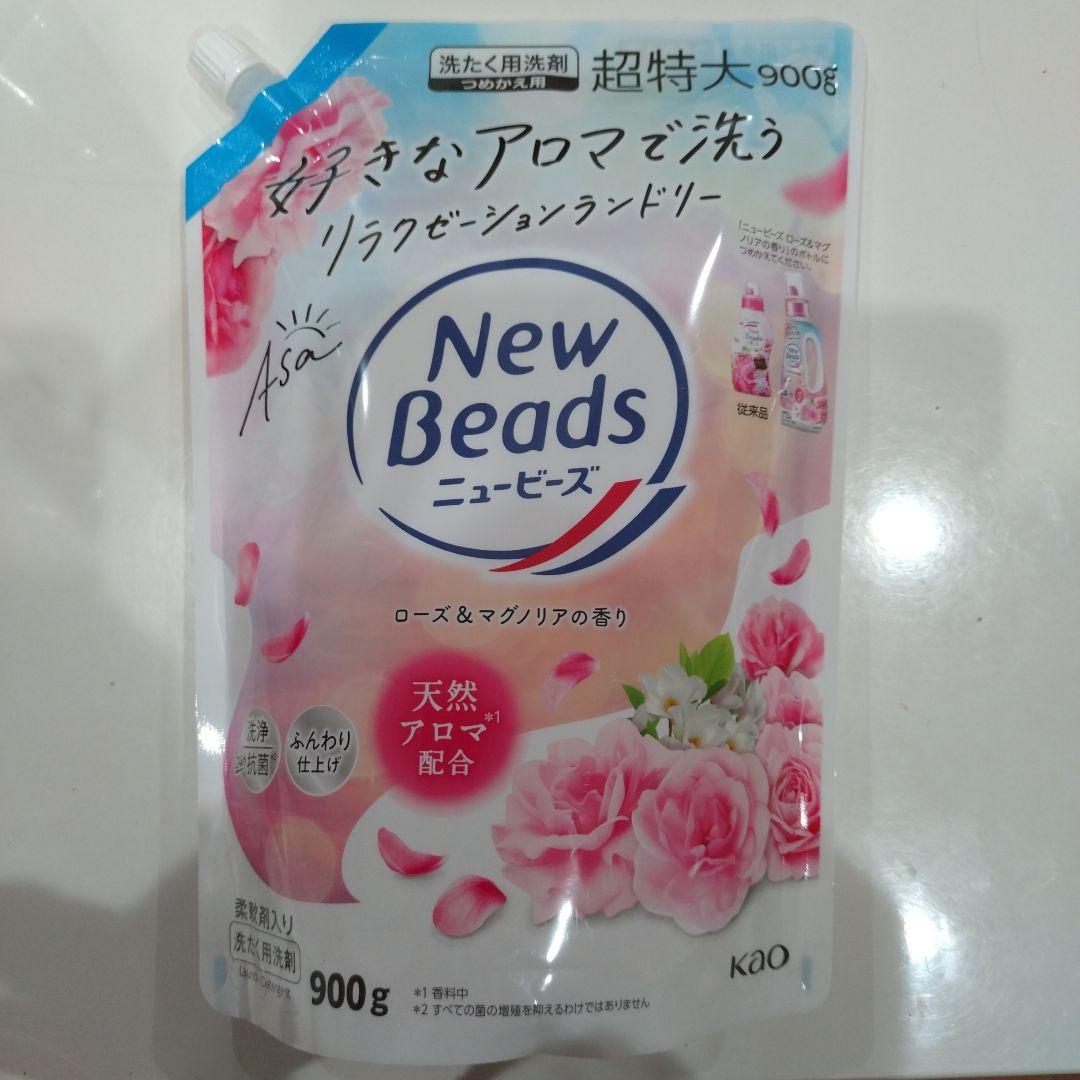 洗たく用洗剤
つめかえ用
超特大900g
好きなアロマで洗う
リラクゼーションランドリー
「ニュービーズ ローズ&マグ
ノリアの香り」のボトルに
つめかえてください。
Asa
New
Beads
ニュービーズ
New
Beads
New
Beads
従来品
ローズ&マグノリアの香り
天然
アロマ*1
配合
洗浄
抗菌*2
ふんわり
仕上げ
柔軟剤入り
洗たく用洗剤
Laundry Detergent
900g
*1 香料中
*2 すべての菌の増殖を抑えるわけではありません
Kao